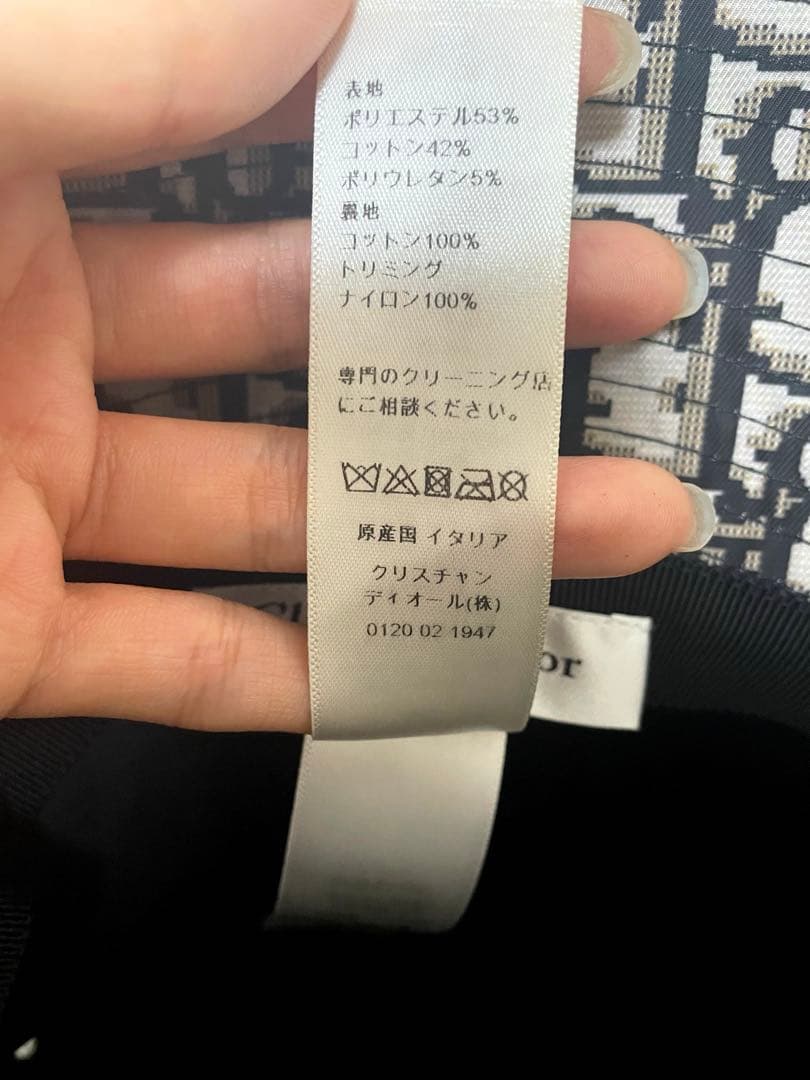 表地
ポリエステル53%
コットン42%
ポリウレタン5%
裏地
コットン100%
トリミング
ナイロン100%
専門のクリーニング店
にご相談ください。
原産国 イタリア
クリスチャン
ディオール(株)
0120 02 1947
or